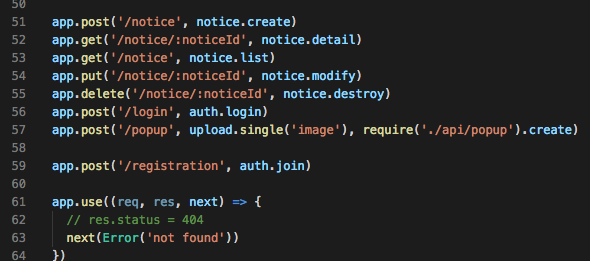 50
51 app.post('/notice', notice.create)
52 app.get('/notice/:noticeId', notice.detail)
53 app.get('/notice', notice.list)
54 app.put('/notice/:noticeId', notice.modify)
55 app.delete('/notice/:noticeId', notice.destroy)
56 app.post('/login', auth.login)
57 app.post('/popup', upload.single('image'), require('./api/popup').create)
58
59 app.post('/registration', auth.join)
60
61 app.use((req, res, next) => {
62   // res.status = 404
63   next(Error('not found'))
64 })